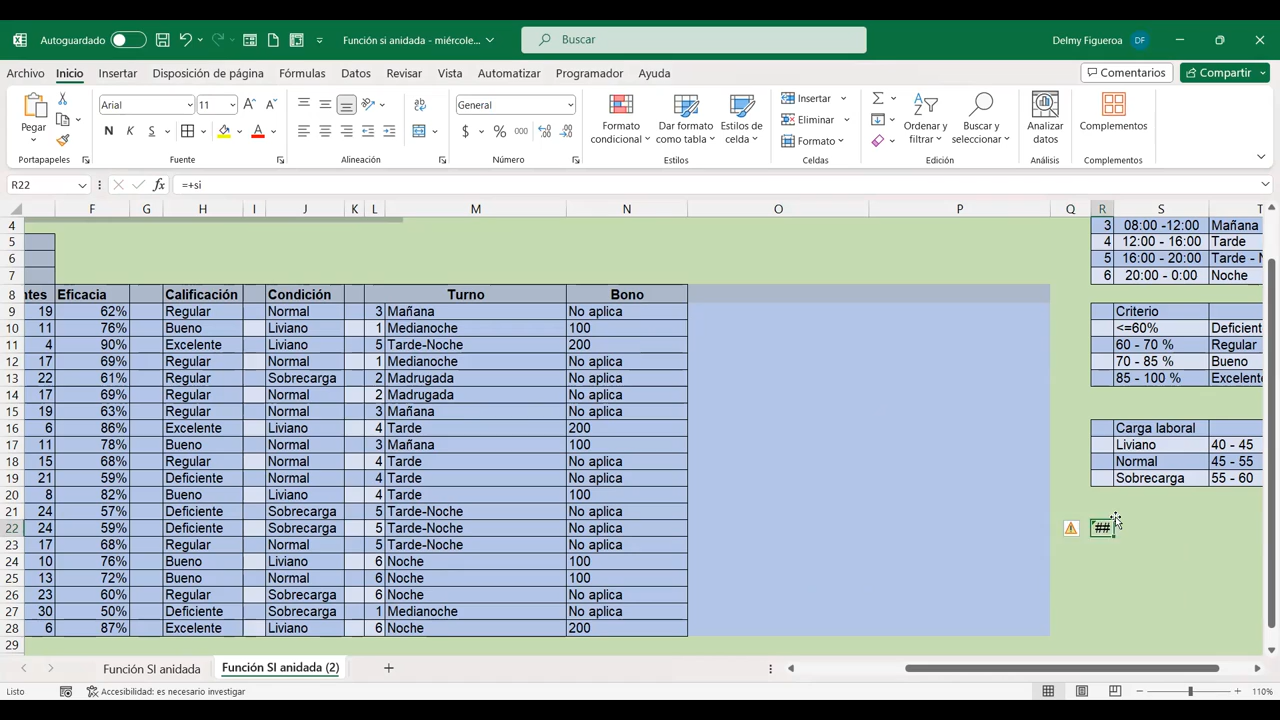 Autoguardado
Función si anidada - miércole...
Buscar
Delmy Figueroa DF
Archivo Inicio Insertar Disposición de página Fórmulas Datos Revisar Vista Automatizar Programador Ayuda
Comentarios Compartir
Pegar
Arial 11
N K S
General
$ % 000
Formato condicional
Dar formato como tabla
Estilos de celda
Insertar
Eliminar
Formato
Ordenar y filtrar
Buscar y seleccionar
Analizar datos
Complementos
Portapapeles Fuente Alineación Número Estilos Celdas Edición Análisis Complementos
R22 fx =+si
F G H I J K L M N O P Q R S T
4 3 08:00 -12:00 Mañana
5 4 12:00 - 16:00 Tarde
6 5 16:00 - 20:00 Tarde - N
7 6 20:00 - 0:00 Noche
8 ntes Eficacia Calificación Condición Turno Bono
9 19 62% Regular Normal 3 Mañana No aplica Criterio
10 11 76% Bueno Liviano 1 Medianoche 100 <=60% Deficient
11 4 90% Excelente Liviano 5 Tarde-Noche 200 60 - 70 % Regular
12 17 69% Regular Normal 1 Medianoche No aplica 70 - 85 % Bueno
13 22 61% Regular Sobrecarga 2 Madrugada No aplica 85 - 100 % Excelent
14 17 69% Regular Normal 2 Madrugada No aplica
15 19 63% Regular Normal 3 Mañana No aplica
16 6 86% Excelente Liviano 4 Tarde 200 Carga laboral
17 11 78% Bueno Normal 3 Mañana 100 Liviano 40 - 45
18 15 68% Regular Normal 4 Tarde No aplica Normal 45 - 55
19 21 59% Deficiente Normal 4 Tarde No aplica Sobrecarga 55 - 60
20 8 82% Bueno Liviano 4 Tarde 100
21 24 57% Deficiente Sobrecarga 5 Tarde-Noche No aplica
22 24 59% Deficiente Sobrecarga 5 Tarde-Noche No aplica ##
23 17 68% Regular Normal 5 Tarde-Noche No aplica
24 10 76% Bueno Liviano 6 Noche 100
25 13 72% Bueno Normal 6 Noche 100
26 23 60% Regular Sobrecarga 6 Noche No aplica
27 30 50% Deficiente Sobrecarga 1 Medianoche No aplica
28 6 87% Excelente Liviano 6 Noche 200
29
Función SI anidada Función SI anidada (2)
Listo Accesibilidad: es necesario investigar 110%